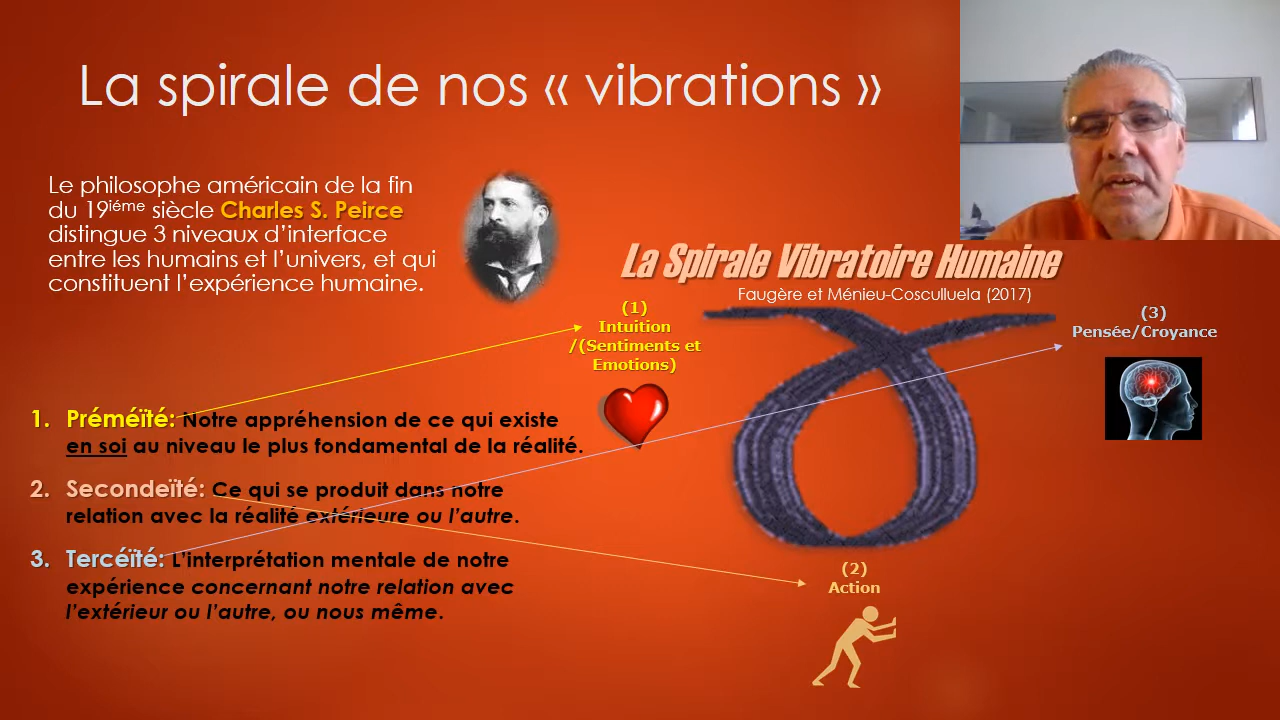 La spirale de nos « vibrations »
Le philosophe américain de la fin
du 19iéme siècle Charles S. Peirce
distingue 3 niveaux d’interface
entre les humains et l’univers, et qui
constituent l’expérience humaine.
La Spirale Vibratoire Humaine
Faugère et Ménieu-Cosculluela (2017)
(1)
Intuition
/(Sentiments et
Emotions)
(3)
Pensée/Croyance
1. Préméïté: Notre appréhension de ce qui existe
en soi au niveau le plus fondamental de la réalité.
2. Secondeïté: Ce qui se produit dans notre
relation avec la réalité extérieure ou l’autre.
3. Tercéïté: L’interprétation mentale de notre
expérience concernant notre relation avec
l’extérieur ou l’autre, ou nous même.
(2)
Action